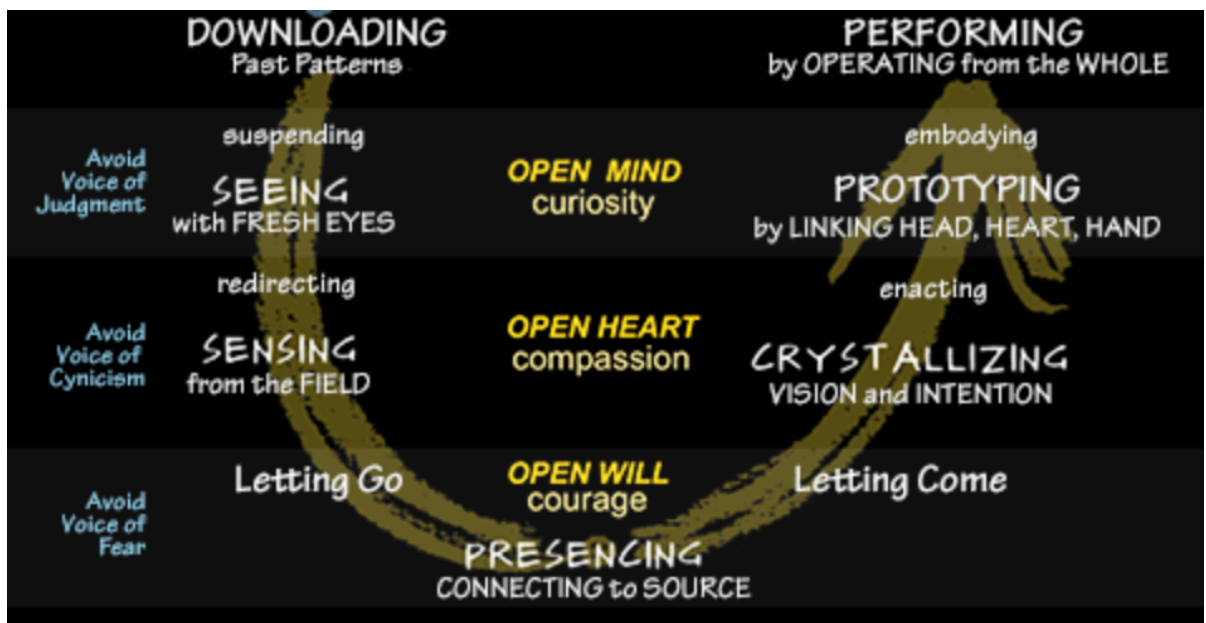 DOWNLOADING
Past Patterns
PERFORMING
by OPERATING from the WHOLE
suspending
embodying
Avoid
Voice of
Judgment
SEEING
with FRESH EYES
OPEN MIND
curiosity
PROTOTYPING
by LINKING HEAD, HEART, HAND
redirecting
enacting
Avoid
Voice of
Cynicism
SENSING
from the FIELD
OPEN HEART
compassion
CRYSTALLIZING
VISION and INTENTION
Letting Go
OPEN WILL
courage
Letting Come
Avoid
Voice of
Fear
PRESENCING
CONNECTING to SOURCE